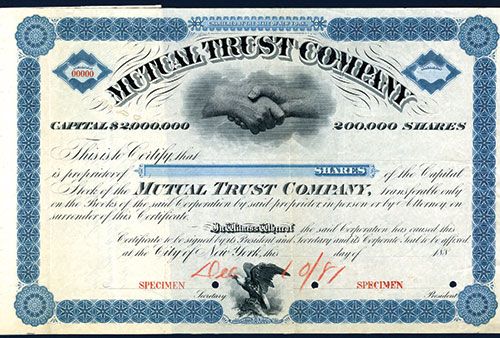 00000
MUTUAL TRUST COMPANY
CAPITAL $2,000,000 200,000 SHARES
This is to Certify, that
is proprietor of SHARES of the Capital
Stock of the MUTUAL TRUST COMPANY, transferable only
on the Books of the said Corporation by said proprietor in person or by Attorney on
surrender of this Certificate.
In Witness Whereof the said Corporation has caused this
Certificate to be signed by its President and Secretary and its Corporate Seal to be affixed
at the City of New York, this day of 188
Dec 10/81
SPECIMEN SPECIMEN
Secretary President